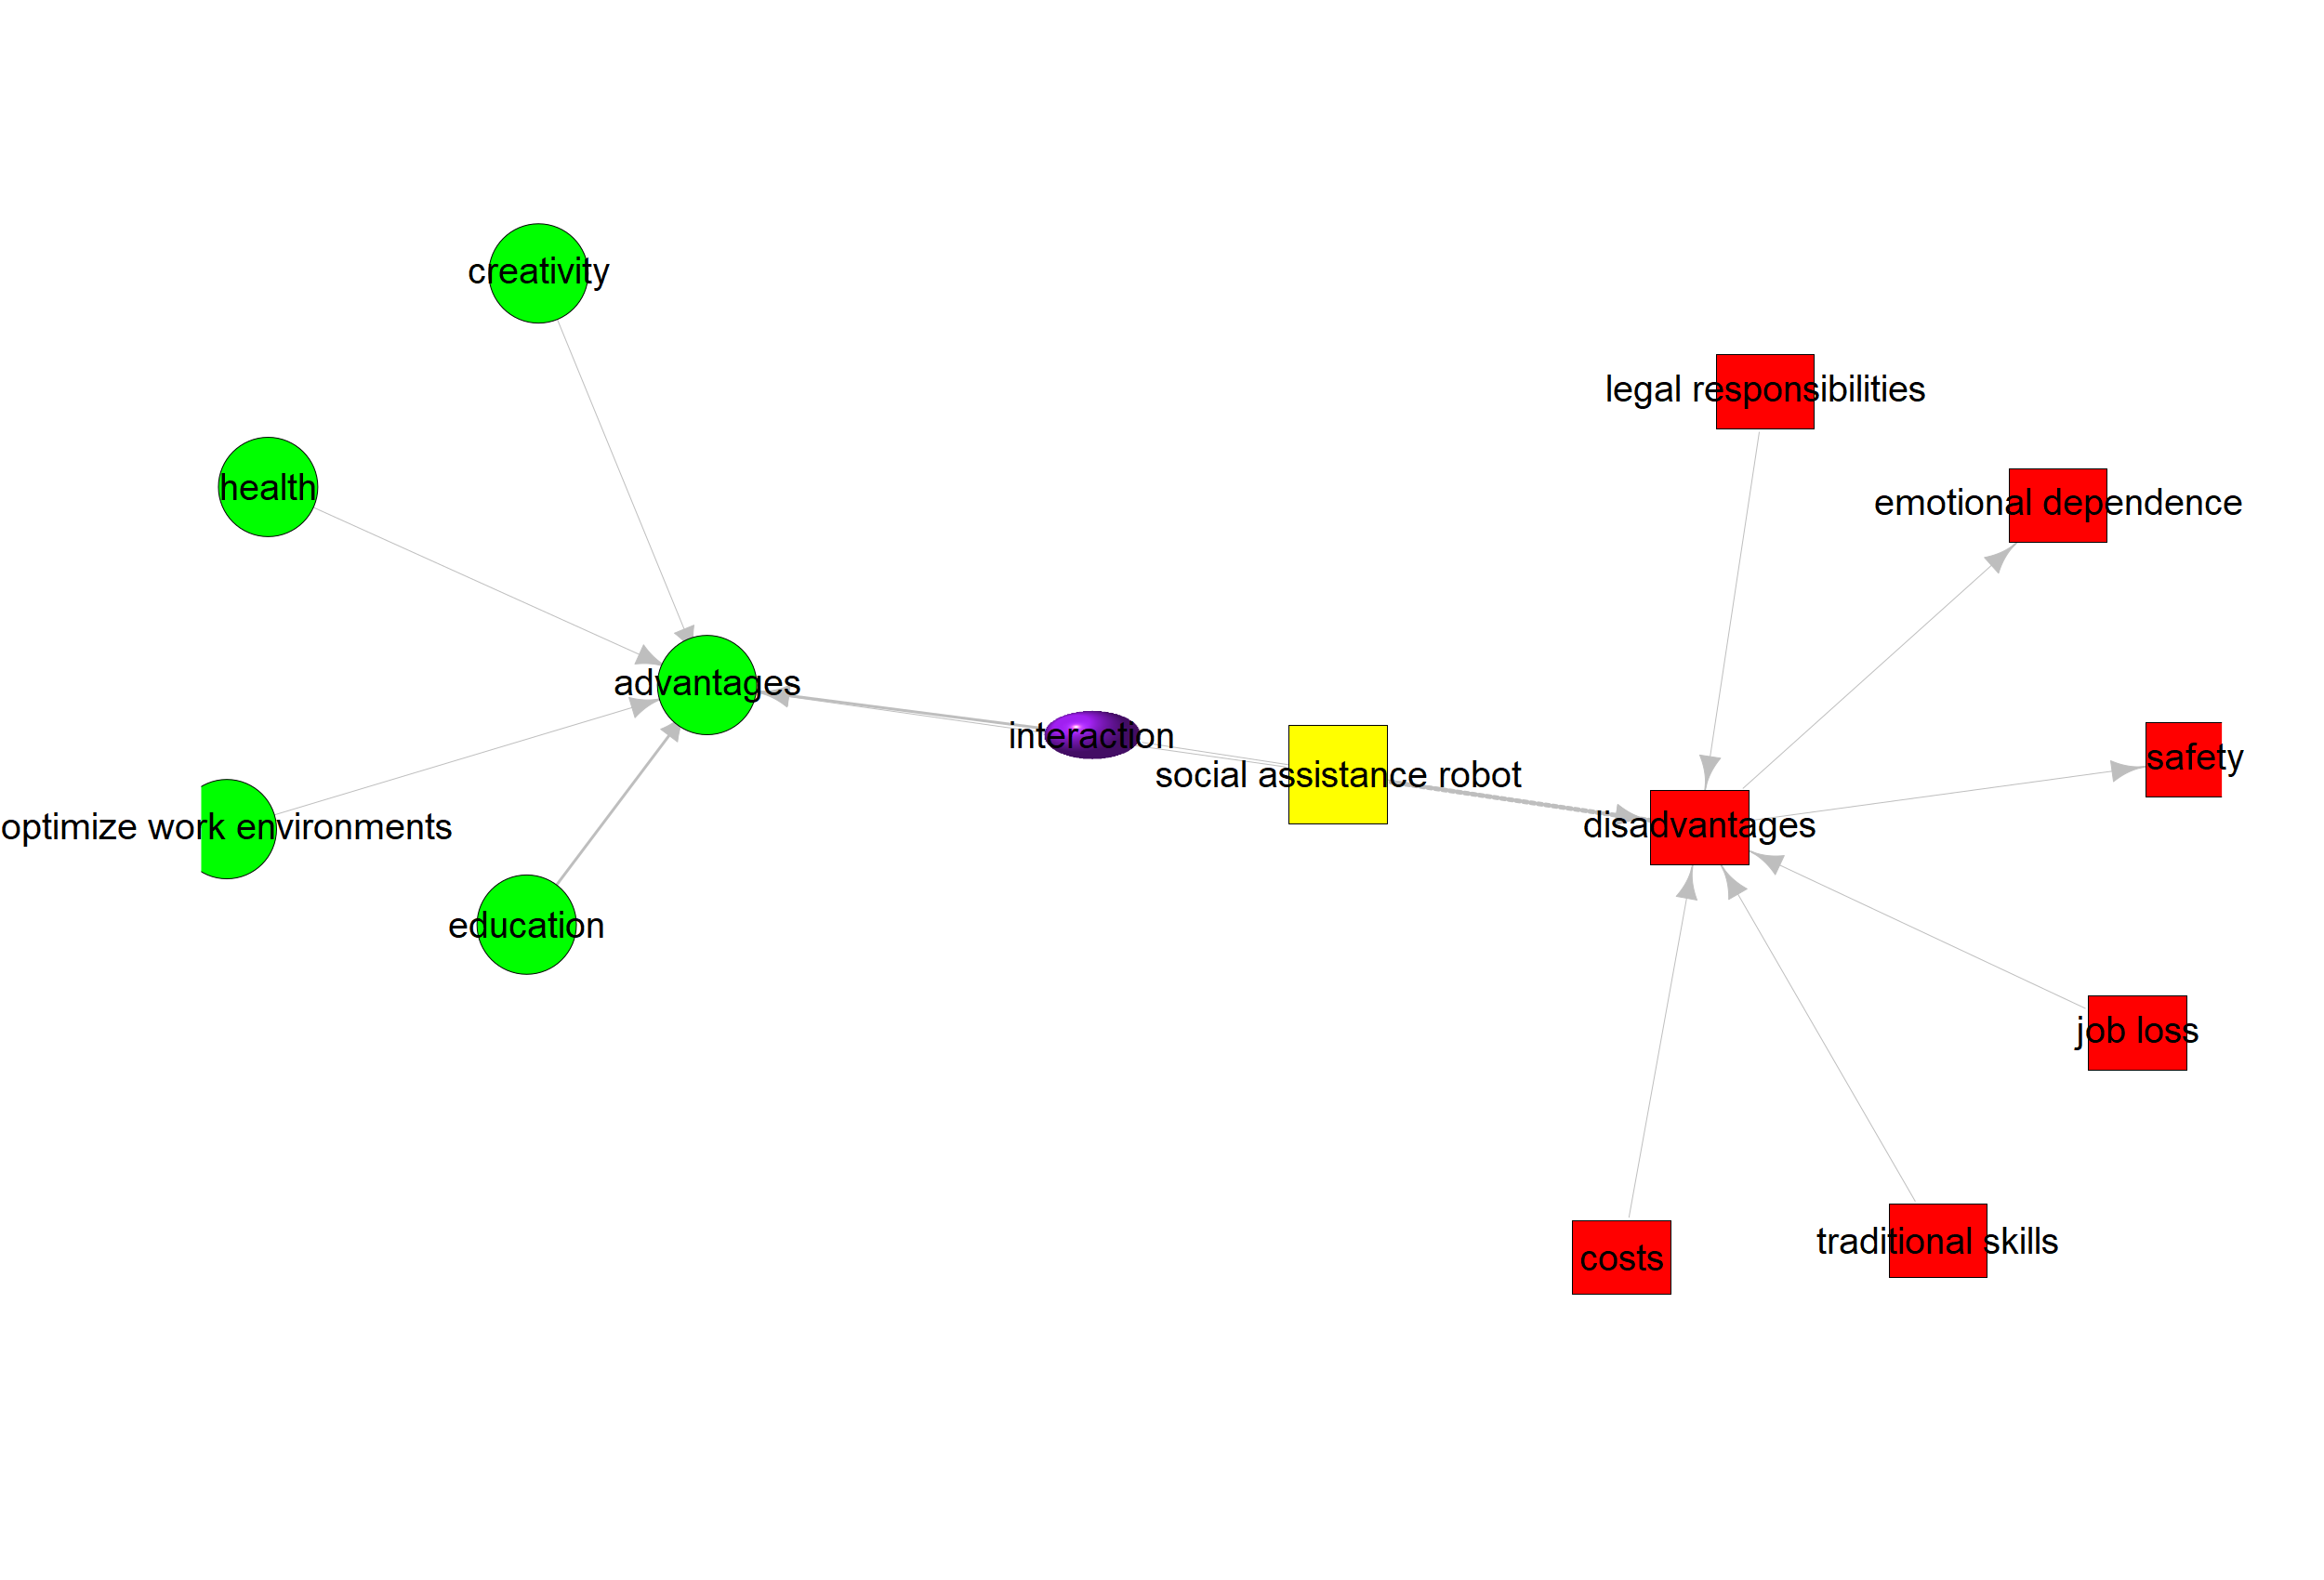 creativity
legal responsibilities
health
emotional dependence
advantages
interaction
safety
social assistance robot
optimize work environments
disadvantages
education
job loss
traditional skills
costs